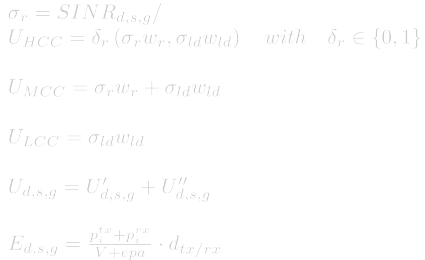 σ_r = SINR_{d,s,g}/
U_{HCC} = δ_r (σ_r w_r, σ_{ld} w_{ld}) with δ_r ∈ {0, 1}
U_{MCC} = σ_r w_r + σ_{ld} w_{ld}
U_{LCC} = σ_{ld} w_{ld}
U_{d,s,g} = U'_{d,s,g} + U''_{d,s,g}
E_{d,s,g} = \frac{p_i^{tx} + p_i^{rx}}{V + epa} · d_{tx/rx}